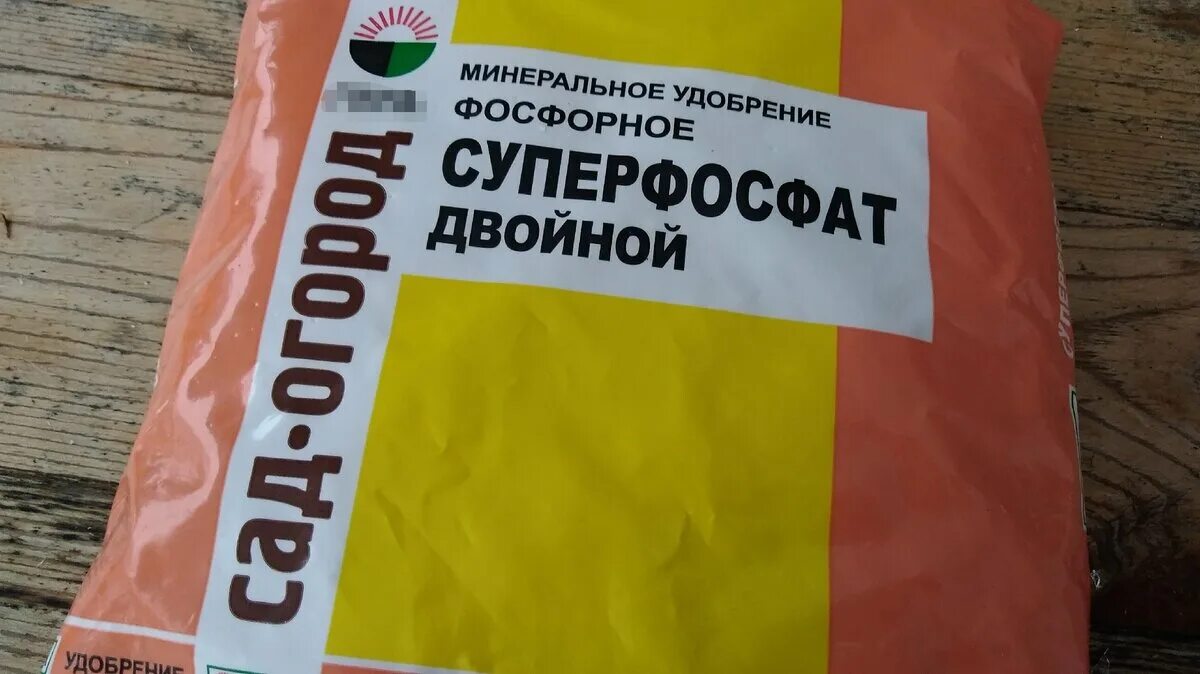 МИНЕРАЛЬНОЕ УДОБРЕНИЕ
ФОСФОРНОЕ
СУПЕРФОСФАТ
ДВОЙНОЙ
сад-огород
УДОБРЕНИЕ